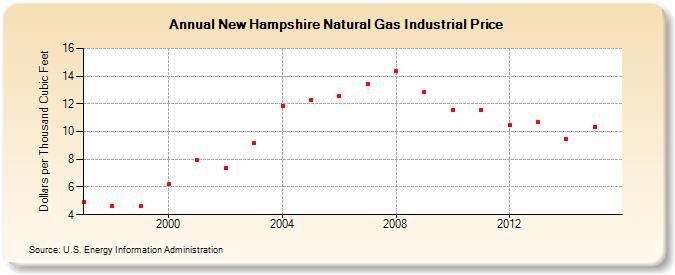 Annual New Hampshire Natural Gas Industrial Price
Dollars per Thousand Cubic Feet
16
14
12
10
8
6
4
2000 2004 2008 2012
Source: U.S. Energy Information Administration